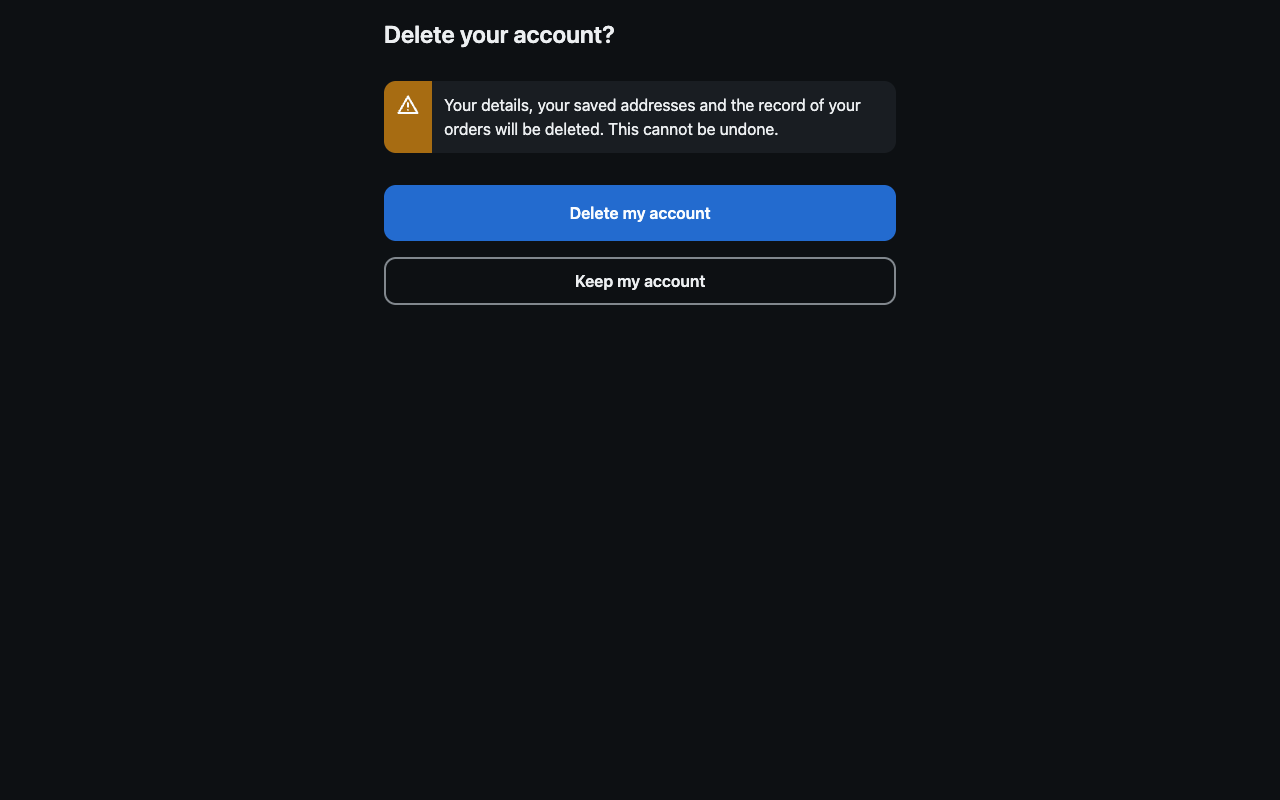 Delete your account?
Your details, your saved addresses and the record of your
orders will be deleted. This cannot be undone.
Delete my account
Keep my account